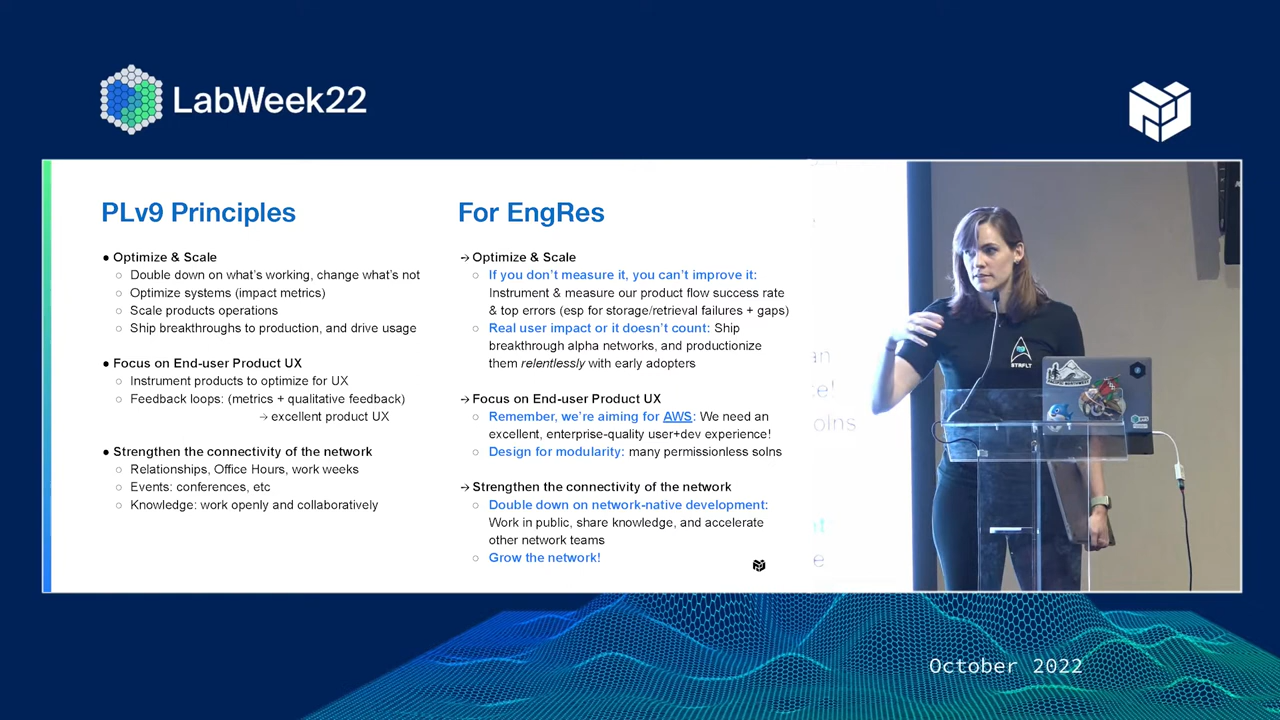 LabWeek22
PLv9 Principles
● Optimize & Scale
○ Double down on what's working, change what's not
○ Optimize systems (impact metrics)
○ Scale products operations
○ Ship breakthroughs to production, and drive usage
● Focus on End-user Product UX
○ Instrument products to optimize for UX
○ Feedback loops: (metrics + qualitative feedback)
→ excellent product UX
● Strengthen the connectivity of the network
○ Relationships, Office Hours, work weeks
○ Events: conferences, etc
○ Knowledge: work openly and collaboratively
For EngRes
→ Optimize & Scale
○ If you don't measure it, you can't improve it:
Instrument & measure our product flow success rate
& top errors (esp for storage/retrieval failures + gaps)
○ Real user impact or it doesn't count: Ship
breakthrough alpha networks, and productionize
them relentlessly with early adopters
→ Focus on End-user Product UX
○ Remember, we're aiming for AWS: We need an
excellent, enterprise-quality user+dev experience!
○ Design for modularity: many permissionless solns
→ Strengthen the connectivity of the network
○ Double down on network-native development:
Work in public, share knowledge, and accelerate
other network teams
○ Grow the network!
solns
STRFLT
October 2022